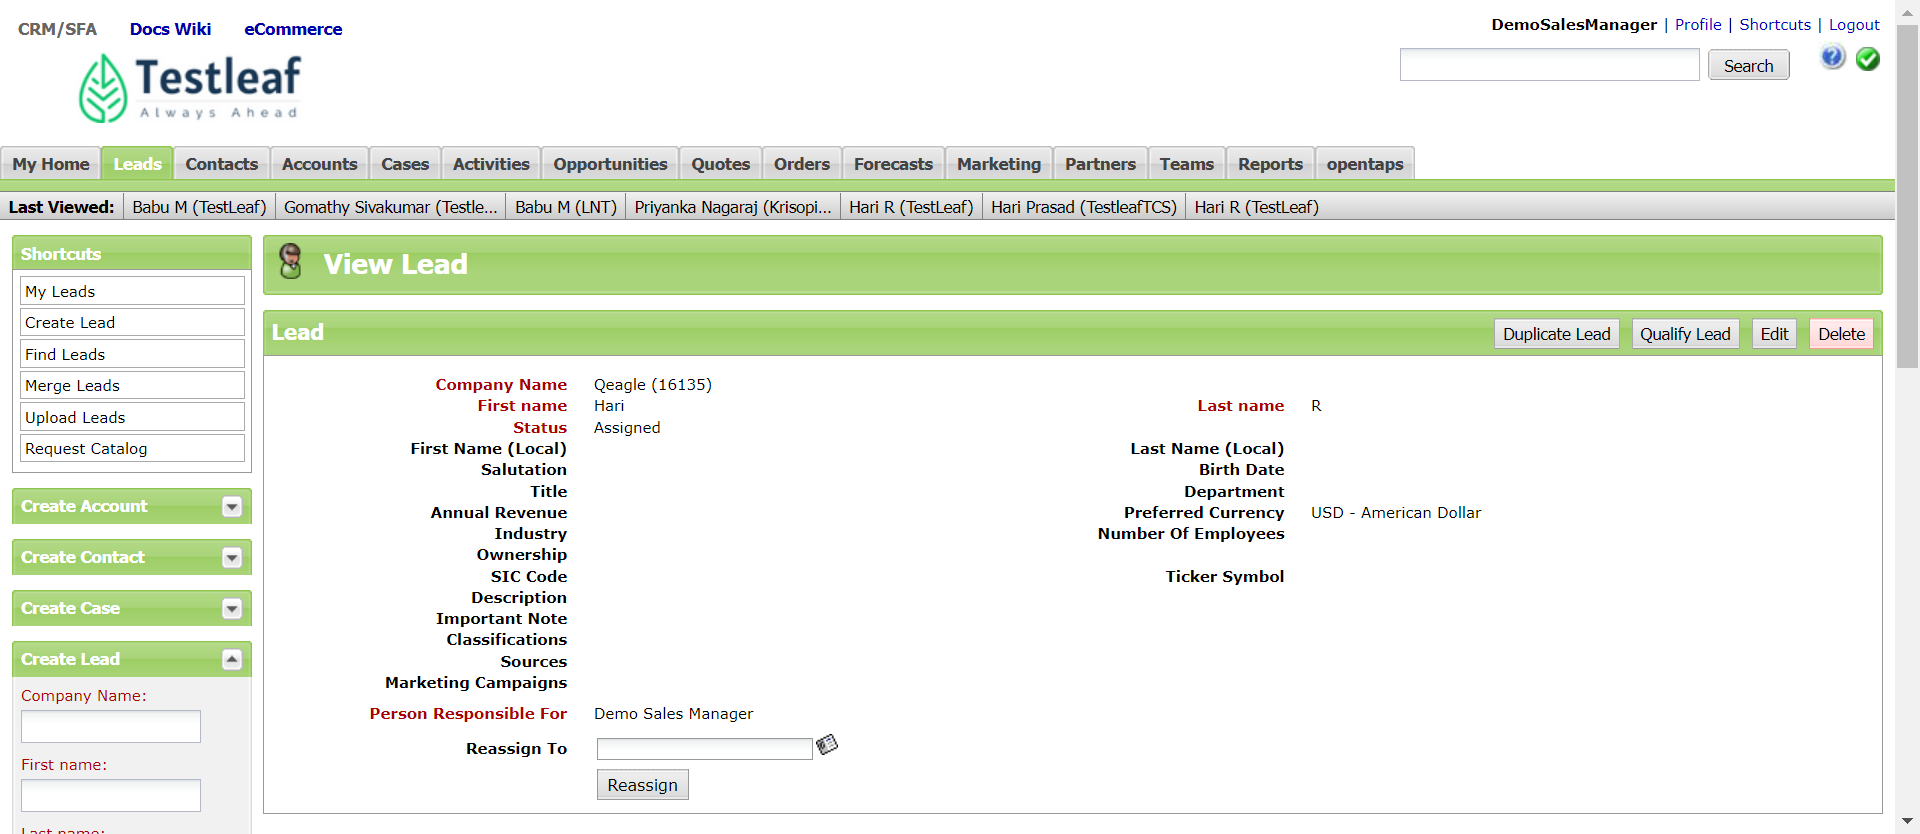 CRM/SFA Docs Wiki eCommerce
DemoSalesManager | Profile | Shortcuts | Logout
Testleaf
Always Ahead
Search
My Home Leads Contacts Accounts Cases Activities Opportunities Quotes Orders Forecasts Marketing Partners Teams Reports opentaps
Last Viewed: Babu M (TestLeaf) Gomathy Sivakumar (Testle... Babu M (LNT) Priyanka Nagaraj (Krisopi... Hari R (TestLeaf) Hari Prasad (TestleafTCS) Hari R (TestLeaf)
Shortcuts
My Leads
Create Lead
Find Leads
Merge Leads
Upload Leads
Request Catalog
Create Account
Create Contact
Create Case
Create Lead
Company Name:
First name:
Last name:
View Lead
Lead
Duplicate Lead Qualify Lead Edit Delete
Company Name Qeagle (16135)
First name Hari Last name R
Status Assigned
First Name (Local) Last Name (Local)
Salutation Birth Date
Title Department
Annual Revenue Preferred Currency USD - American Dollar
Industry Number Of Employees
Ownership
SIC Code Ticker Symbol
Description
Important Note
Classifications
Sources
Marketing Campaigns
Person Responsible For Demo Sales Manager
Reassign To
Reassign